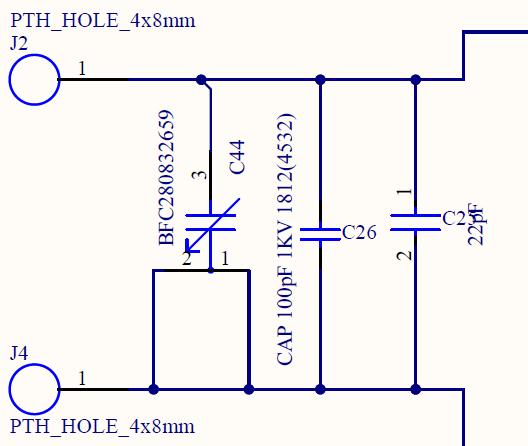 PTH_HOLE_4x8mm
J2
1
BFC280832659
C44
3
2
1
CAP 100pF 1KV 1812(4532)
C26
1
C25
22pF
2
J4
1
PTH_HOLE_4x8mm